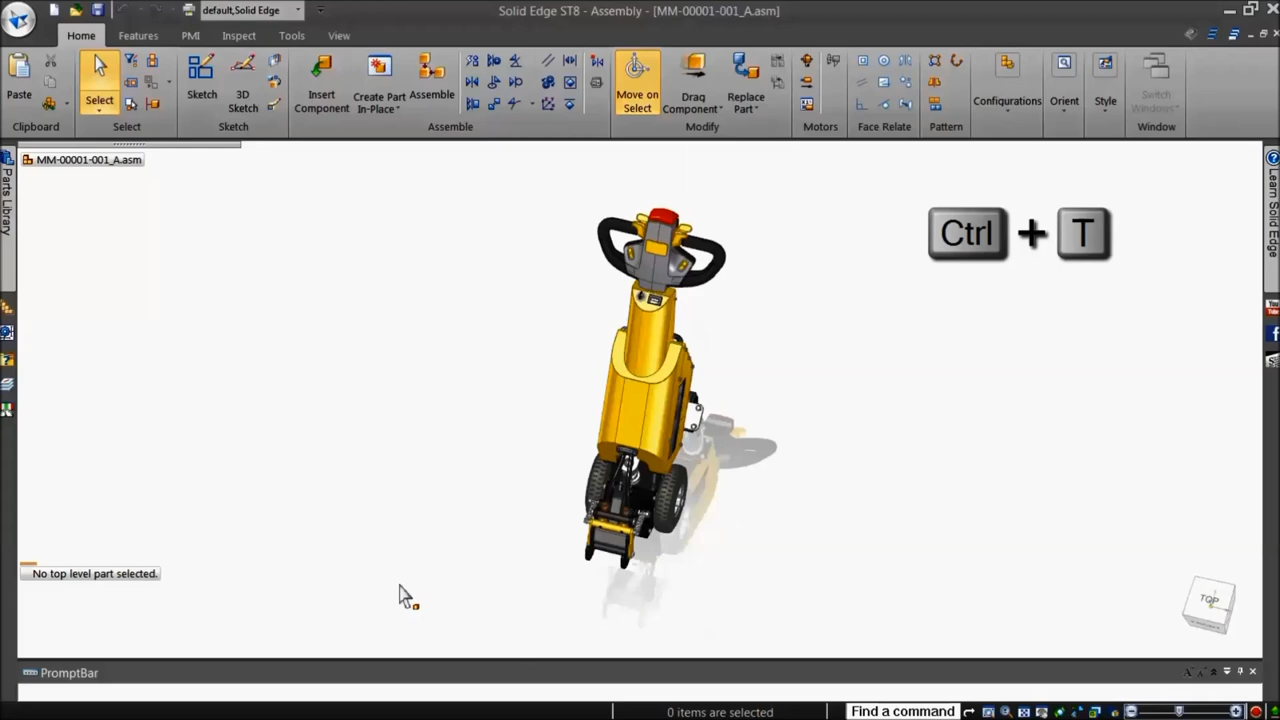 default,Solid Edge
Solid Edge ST8 - Assembly - [MM-00001-001_A.asm]
Home Features PMI Inspect Tools View
Paste
Select
Sketch
3D Sketch
Insert Component
Create Part In-Place
Assemble
Move on Select
Drag Component
Replace Part
Configurations
Orient
Style
Switch Windows
Clipboard Select Sketch Assemble Modify Motors Face Relate Pattern Window
MM-00001-001_A.asm
Parts Library
Learn Solid Edge
You Tube
Ctrl + T
No top level part selected.
TOP
PromptBar
0 items are selected
Find a command